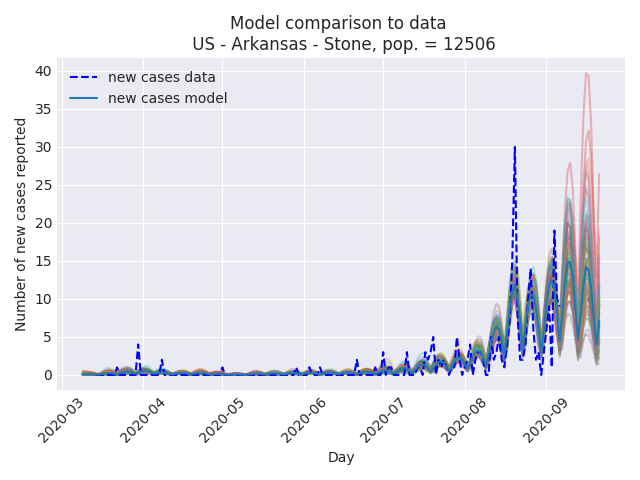 Model comparison to data
US - Arkansas - Stone, pop. = 12506
new cases data
new cases model
Number of new cases reported
40
35
30
25
20
15
10
5
0
2020-03
2020-04
2020-05
2020-06
2020-07
2020-08
2020-09
Day